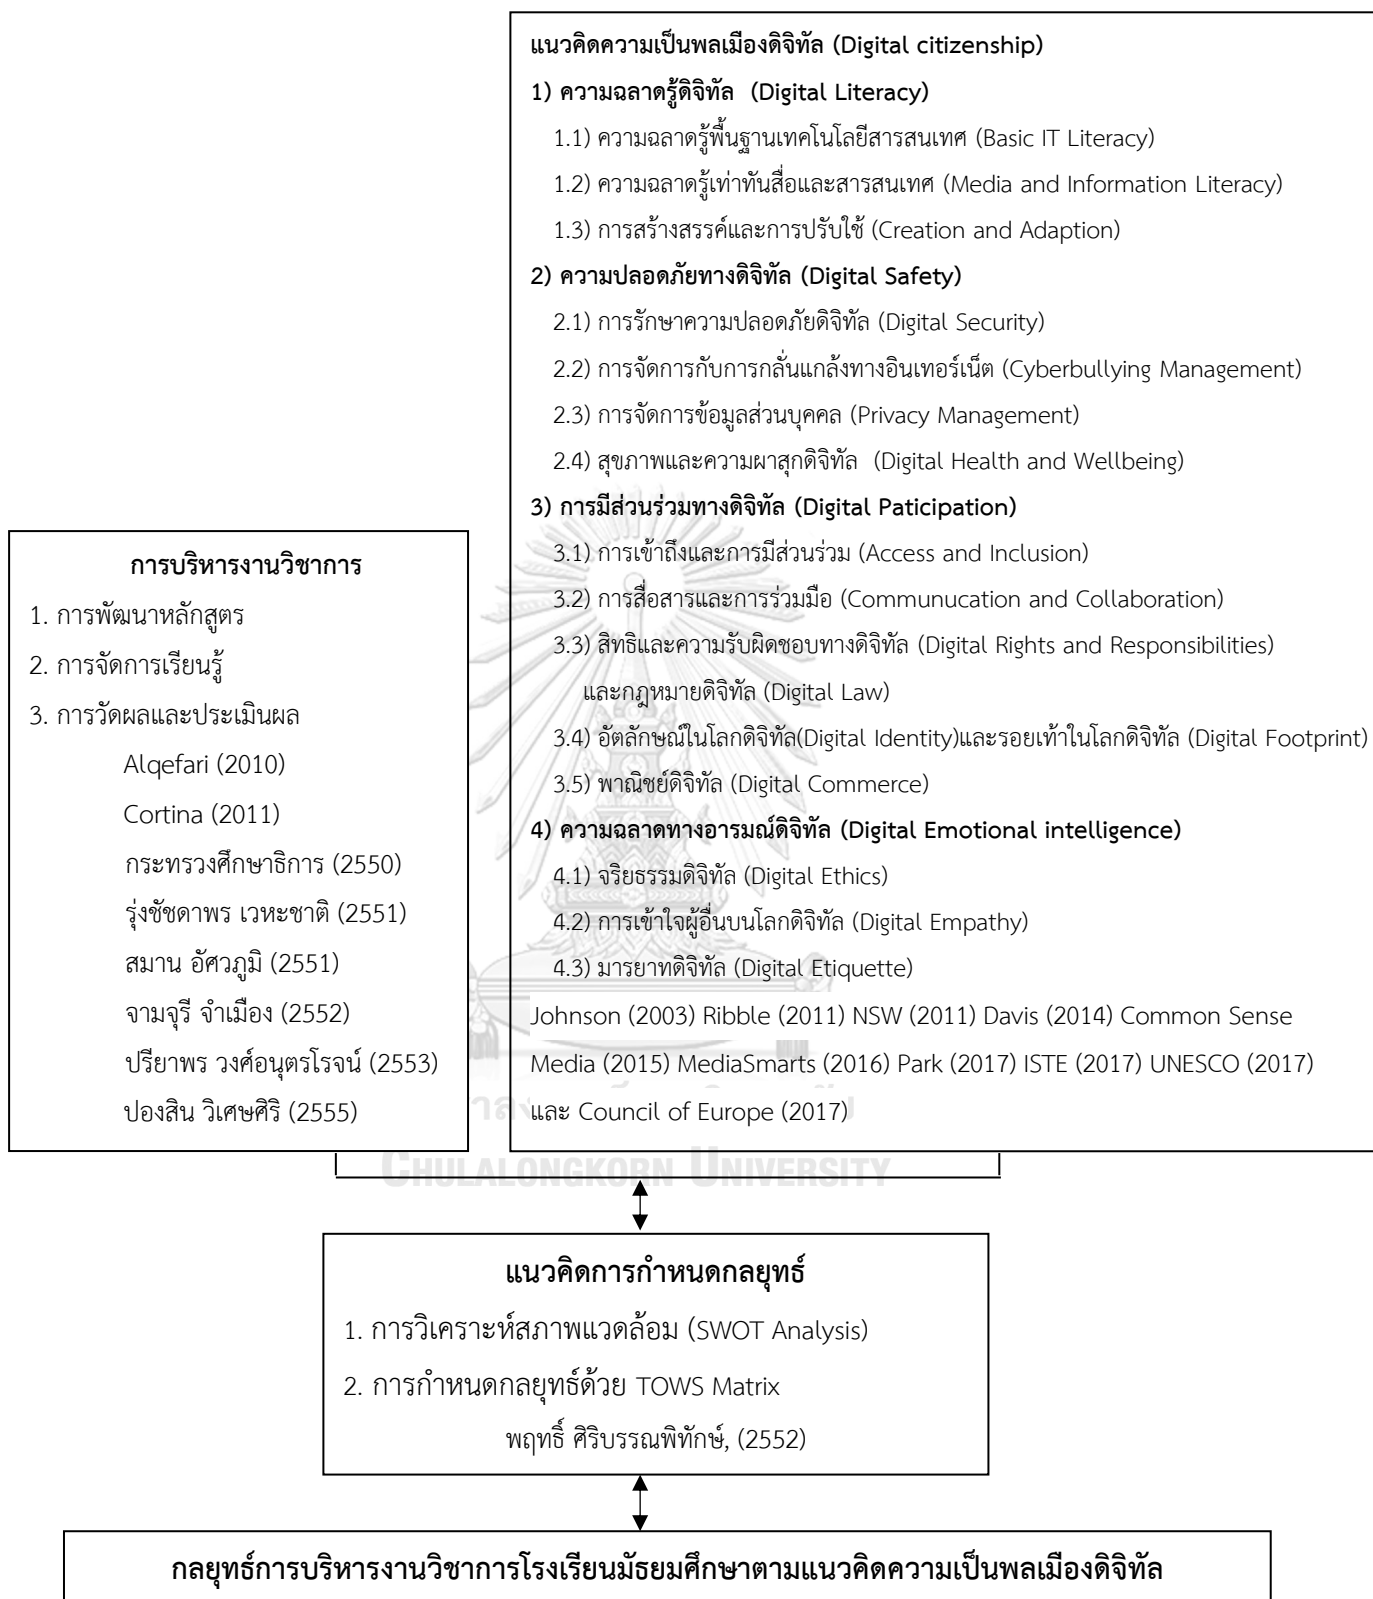 แนวคิดความเป็นพลเมืองดิจิทัล (Digital citizenship)
1) ความฉลาดรู้ดิจิทัล (Digital Literacy)
1.1) ความฉลาดรู้พื้นฐานเทคโนโลยีสารสนเทศ (Basic IT Literacy)
1.2) ความฉลาดรู้เท่าทันสื่อและสารสนเทศ (Media and Information Literacy)
1.3) การสร้างสรรค์และการปรับใช้ (Creation and Adaption)
2) ความปลอดภัยทางดิจิทัล (Digital Safety)
2.1) การรักษาความปลอดภัยดิจิทัล (Digital Security)
2.2) การจัดการกับการกลั่นแกล้งทางอินเทอร์เน็ต (Cyberbullying Management)
2.3) การจัดการข้อมูลส่วนบุคคล (Privacy Management)
2.4) สุขภาพและความผาสุกดิจิทัล (Digital Health and Wellbeing)
3) การมีส่วนร่วมทางดิจิทัล (Digital Paticipation)
3.1) การเข้าถึงและการมีส่วนร่วม (Access and Inclusion)
3.2) การสื่อสารและการร่วมมือ (Communucation and Collaboration)
3.3) สิทธิและความรับผิดชอบทางดิจิทัล (Digital Rights and Responsibilities)
และกฎหมายดิจิทัล (Digital Law)
3.4) อัตลักษณ์ในโลกดิจิทัล(Digital Identity)และรอยเท้าในโลกดิจิทัล (Digital Footprint)
3.5) พาณิชย์ดิจิทัล (Digital Commerce)
4) ความฉลาดทางอารมณ์ดิจิทัล (Digital Emotional intelligence)
4.1) จริยธรรมดิจิทัล (Digital Ethics)
4.2) การเข้าใจผู้อื่นบนโลกดิจิทัล (Digital Empathy)
4.3) มารยาทดิจิทัล (Digital Etiquette)
Johnson (2003) Ribble (2011) NSW (2011) Davis (2014) Common Sense
Media (2015) MediaSmarts (2016) Park (2017) ISTE (2017) UNESCO (2017)
และ Council of Europe (2017)
การบริหารงานวิชาการ
1. การพัฒนาหลักสูตร
2. การจัดการเรียนรู้
3. การวัดผลและประเมินผล
Alqefari (2010)
Cortina (2011)
กระทรวงศึกษาธิการ (2550)
รุ่งชัชดาพร เวหะชาติ (2551)
สมาน อัศวภูมิ (2551)
จามจุรี จำเมือง (2552)
ปรียาพร วงศ์อนุตรโรจน์ (2553)
ปองสิน วิเศษศิริ (2555)
CHULALONGKORN UNIVERSITY
แนวคิดการกำหนดกลยุทธ์
1. การวิเคราะห์สภาพแวดล้อม (SWOT Analysis)
2. การกำหนดกลยุทธ์ด้วย TOWS Matrix
พฤทธิ์ ศิริบรรณพิทักษ์, (2552)
กลยุทธ์การบริหารงานวิชาการโรงเรียนมัธยมศึกษาตามแนวคิดความเป็นพลเมืองดิจิทัล